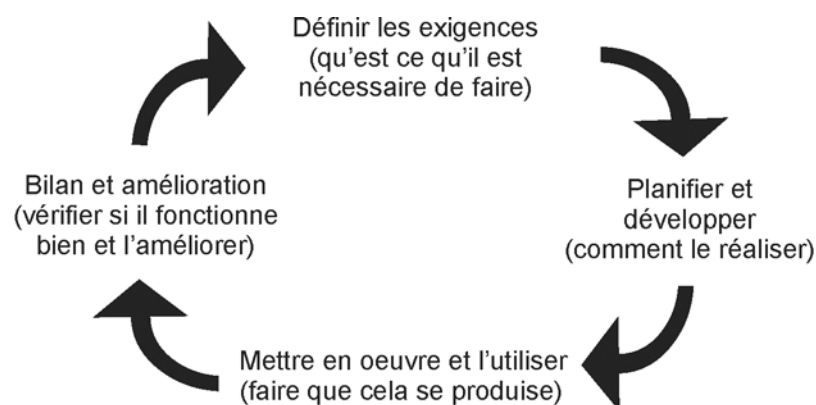 Définir les exigences
(qu'est ce qu'il est
nécessaire de faire)
Planifier et
développer
(comment le réaliser)
Mettre en oeuvre et l'utiliser
(faire que cela se produise)
Bilan et amélioration
(vérifier si il fonctionne
bien et l'améliorer)